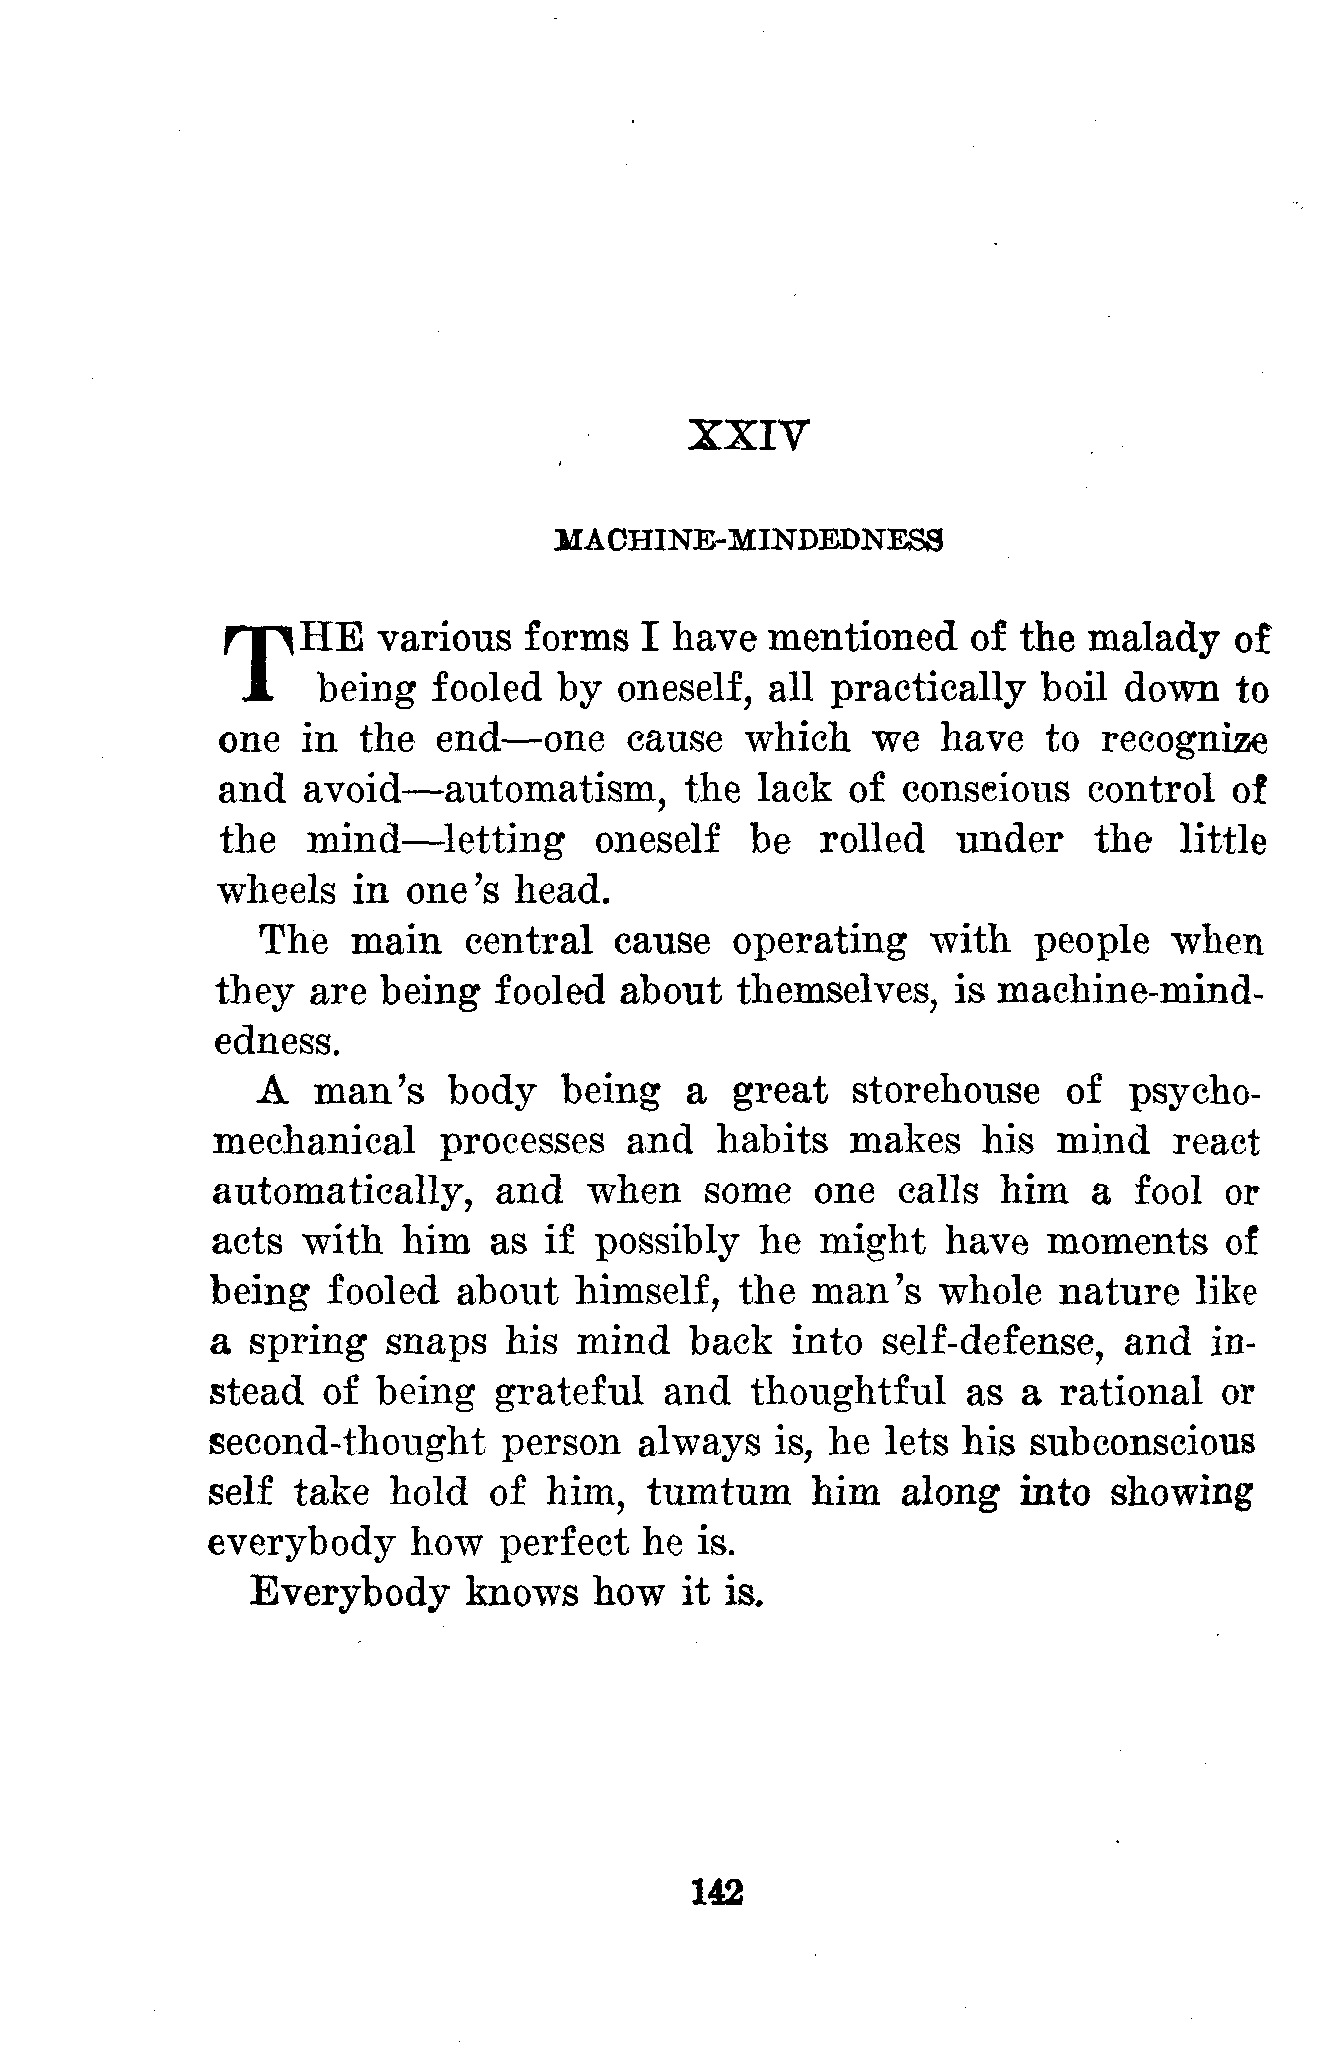 XXIV
MACHINE-MINDEDNESS
THE various forms I have mentioned of the malady of
being fooled by oneself, all practically boil down to
one in the end—one cause which we have to recognize
and avoid—automatism, the lack of conscious control of
the mind—letting oneself be rolled under the little
wheels in one's head.
The main central cause operating with people when
they are being fooled about themselves, is machine-mind-
edness.
A man's body being a great storehouse of psycho-
mechanical processes and habits makes his mind react
automatically, and when some one calls him a fool or
acts with him as if possibly he might have moments of
being fooled about himself, the man's whole nature like
a spring snaps his mind back into self-defense, and in-
stead of being grateful and thoughtful as a rational or
second-thought person always is, he lets his subconscious
self take hold of him, tumtum him along into showing
everybody how perfect he is.
Everybody knows how it is.
142